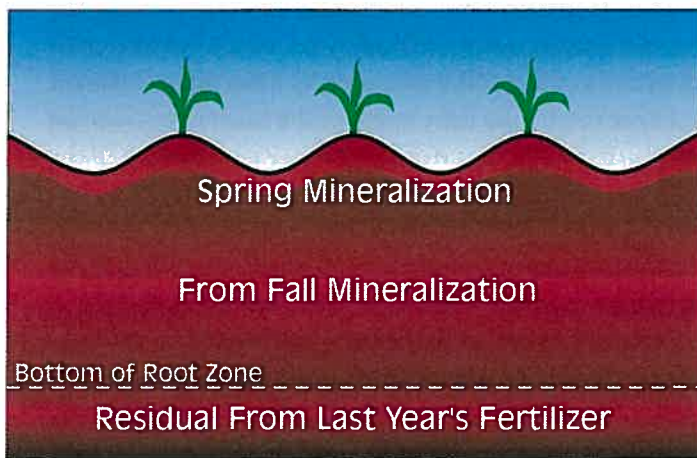 Spring Mineralization
From Fall Mineralization
Bottom of Root Zone
Residual From Last Year's Fertilizer